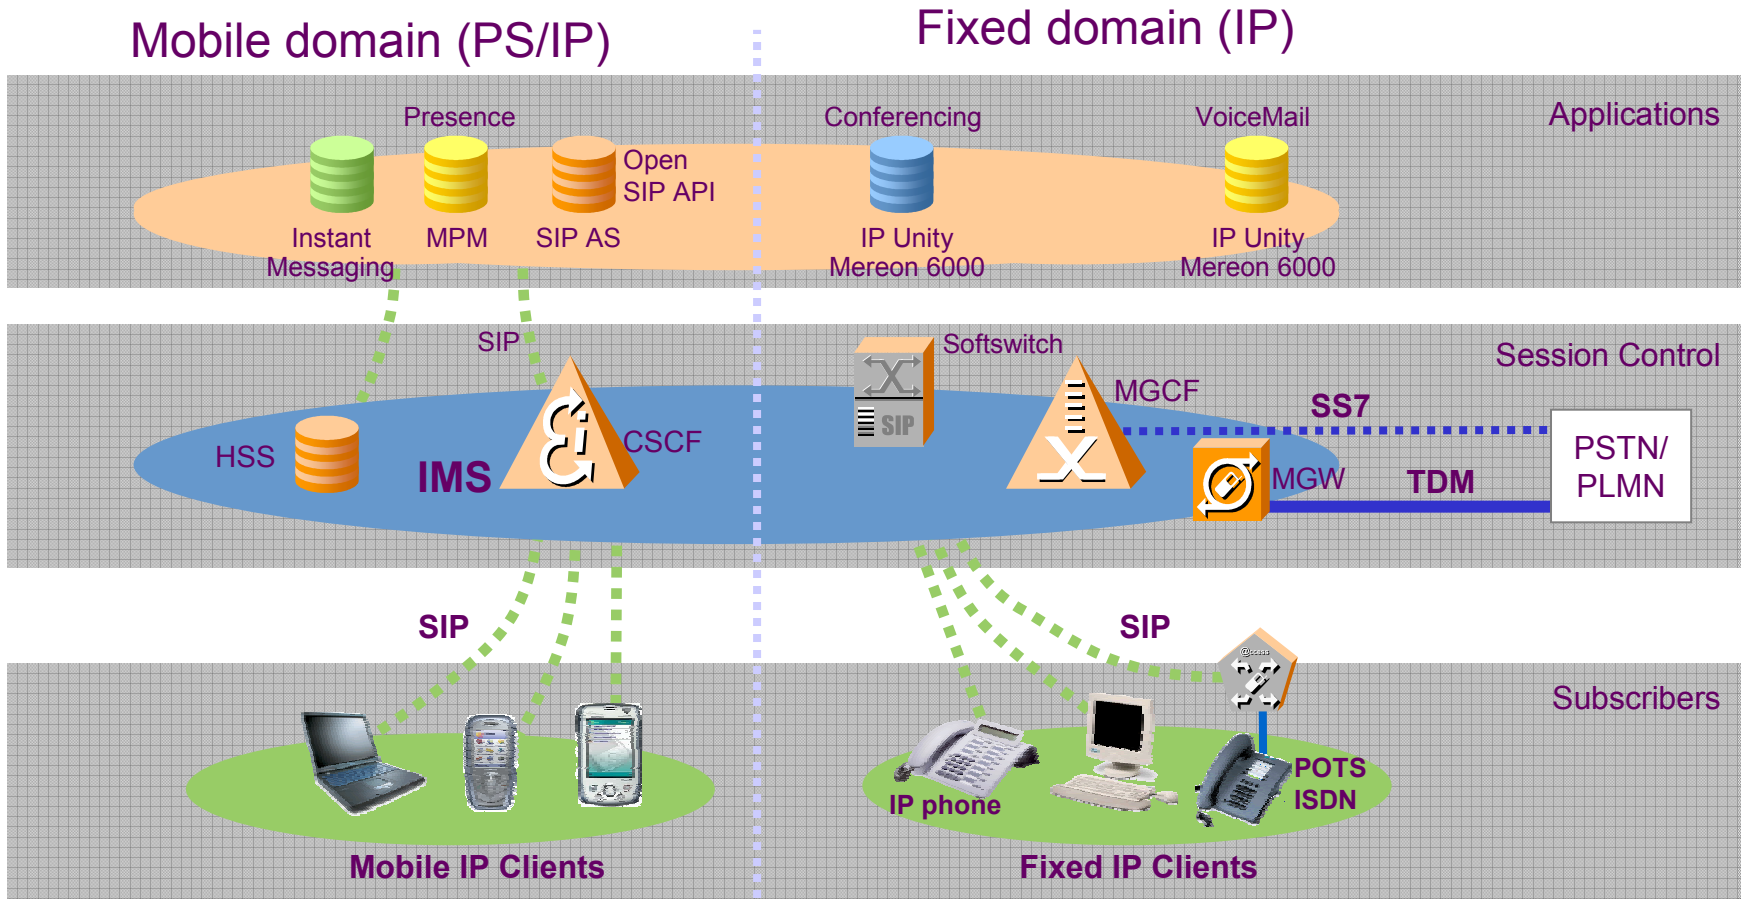 Mobile domain (PS/IP)
Fixed domain (IP)
Applications
Presence
Conferencing
VoiceMail
Open
SIP API
Instant
Messaging
MPM
SIP AS
IP Unity
Mereon 6000
IP Unity
Mereon 6000
Session Control
SIP
Softswitch
SIP
MGCF
SS7
HSS
IMS
CSCF
MGW
TDM
PSTN/
PLMN
SIP
SIP
@ccess
Subscribers
POTS
ISDN
IP phone
Mobile IP Clients
Fixed IP Clients